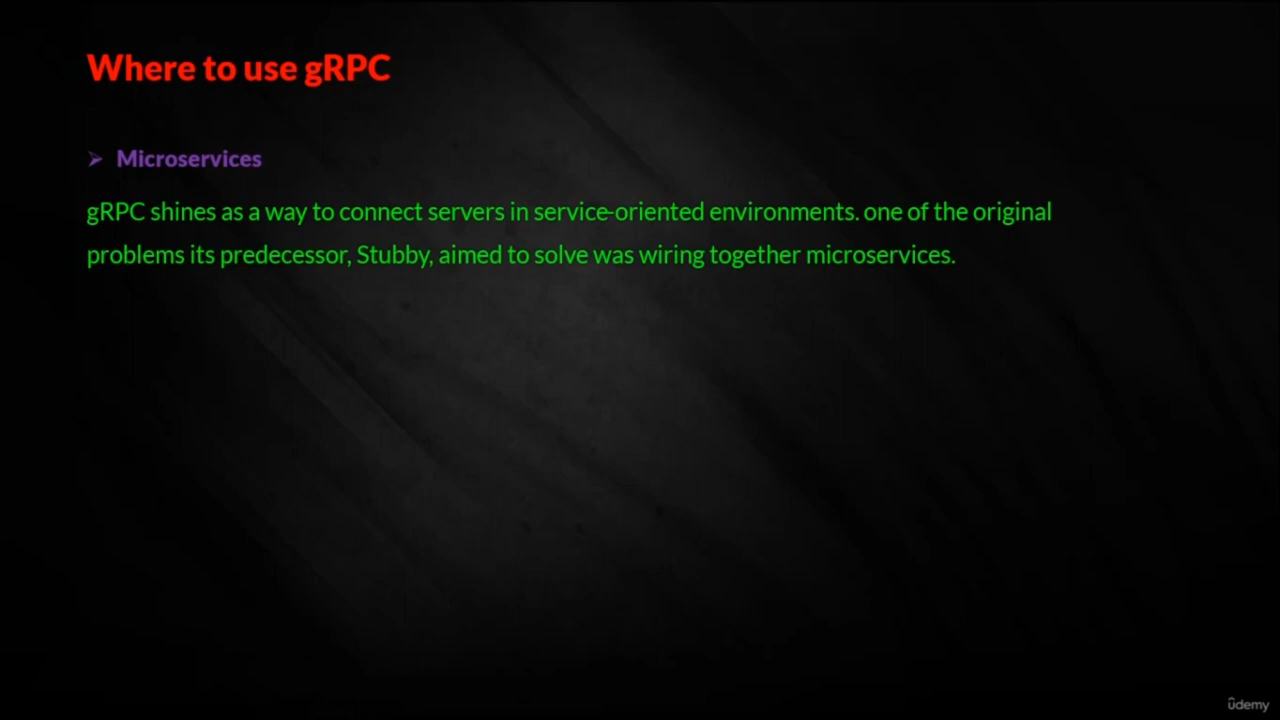 Where to use gRPC
➢ Microservices
gRPC shines as a way to connect servers in service-oriented environments. one of the original
problems its predecessor, Stubby, aimed to solve was wiring together microservices.
ûdemy